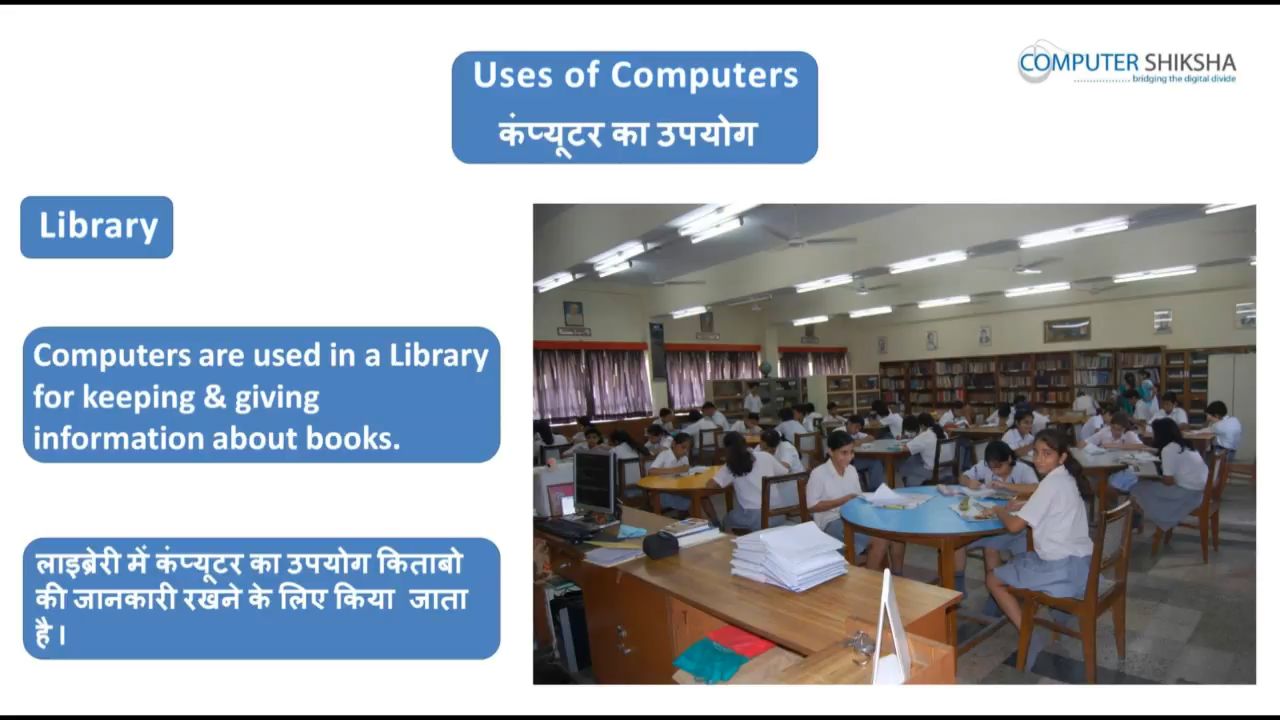 Uses of Computers
कंप्यूटर का उपयोग
COMPUTER SHIKSHA
bridging the digital divide
Library
Computers are used in a Library
for keeping & giving
information about books.
लाइब्रेरी में कंप्यूटर का उपयोग किताबो
की जानकारी रखने के लिए किया जाता
है।